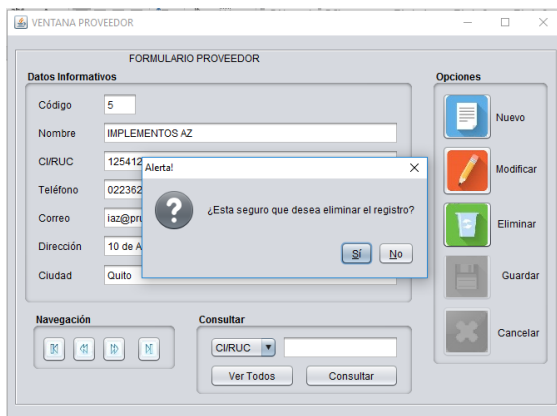 VENTANA PROVEEDOR
FORMULARIO PROVEEDOR
Datos Informativos
Código 5
Nombre IMPLEMENTOS AZ
CI/RUC 125412
Teléfono 022362
Correo iaz@pru
Dirección 10 de A
Ciudad Quito
Alerta!
¿Esta seguro que desea eliminar el registro?
Sí No
Opciones
Nuevo
Modificar
Eliminar
Guardar
Cancelar
Navegación
Consultar
CI/RUC
Ver Todos Consultar